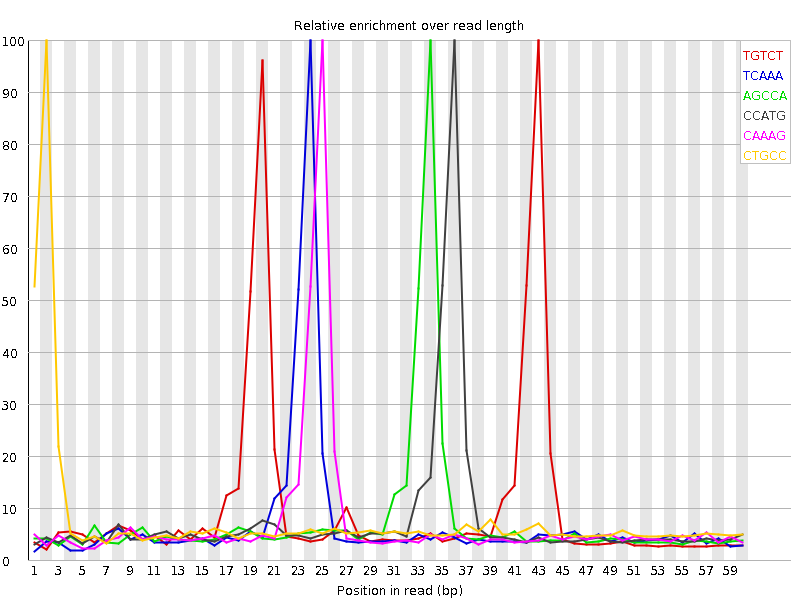 Relative enrichment over read length
100
90
80
70
60
50
40
30
20
10
0
TGTCT
TCAAA
AGCCA
CCATG
CAAAG
CTGCC
1 3 5 7 9 11 13 15 17 19 21 23 25 27 29 31 33 35 37 39 41 43 45 47 49 51 53 55 57 59
Position in read (bp)